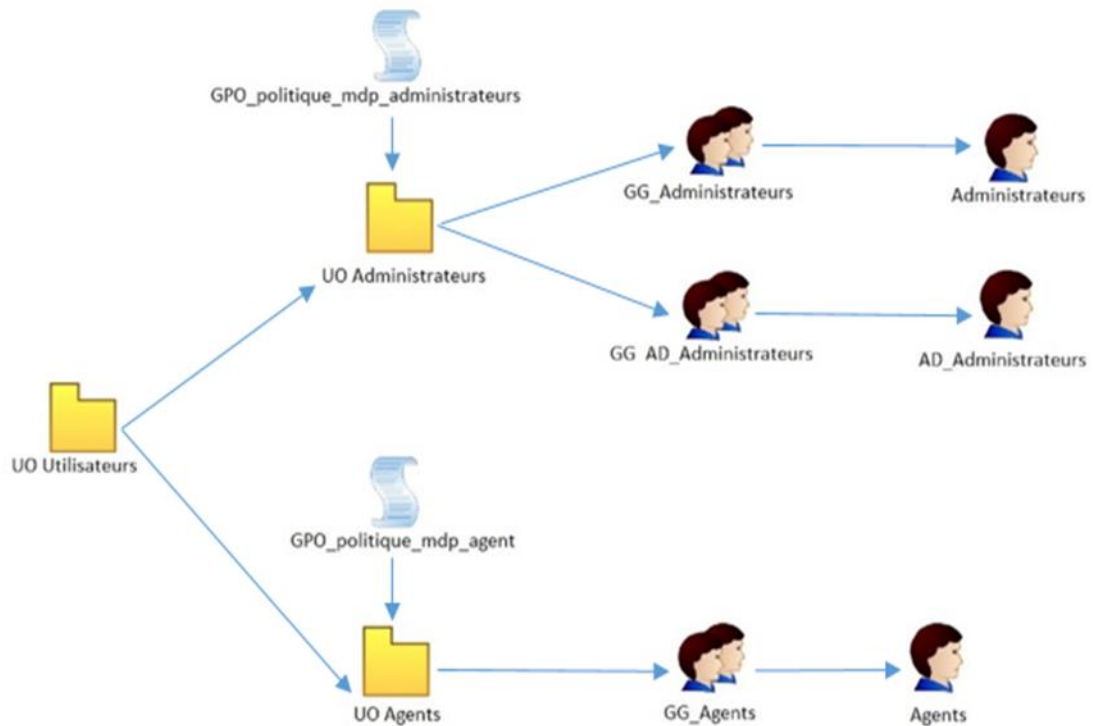 GPO_politique_mdp_administrateurs
GG_Administrateurs
Administrateurs
UO Administrateurs
GG AD_Administrateurs
AD_Administrateurs
UO Utilisateurs
GPO_politique_mdp_agent
UO Agents
GG_Agents
Agents